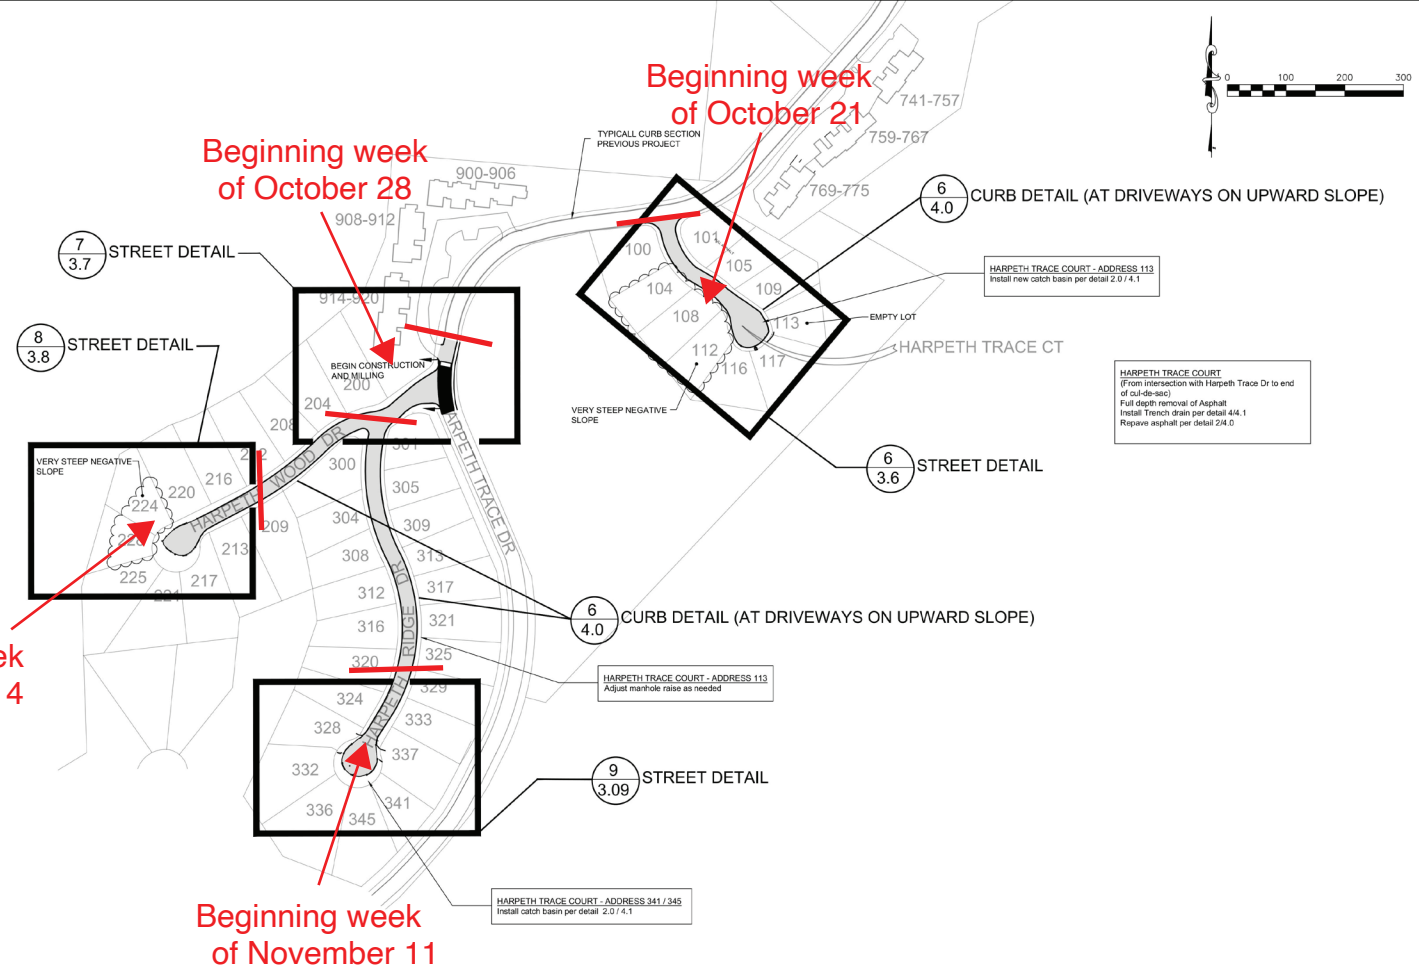 Beginning week
of October 21
0 100 200 300
741-757
759-767
769-775
TYPICALL CURB SECTION
PREVIOUS PROJECT
Beginning week
of October 28
900-906
908-912
914-920
6
4.0
CURB DETAIL (AT DRIVEWAYS ON UPWARD SLOPE)
7
3.7
STREET DETAIL
8
3.8
STREET DETAIL
100
101
104
105
108
109
112
113
116
117
EMPTY LOT
HARPETH TRACE COURT - ADDRESS 113
Install new catch basin per detail 2.0 / 4.1
HARPETH TRACE CT
HARPETH TRACE COURT
(From intersection with Harpeth Trace Dr to end
of cul-de-sac)
Full depth removal of Asphalt
Install Trench drain per detail 4/4.1
Repave asphalt per detail 2/4.0
VERY STEEP NEGATIVE
SLOPE
6
3.6
STREET DETAIL
BEGIN CONSTRUCTION
AND MILLING
200
204
208
212
216
220
224
225
217
213
209
221
VERY STEEP NEGATIVE
SLOPE
HARPETH WOOD DR
HARPETH TRACE DR
300
301
304
305
308
309
312
313
316
317
320
321
324
325
328
329
332
333
336
337
341
345
HARPETH RIDGE DR
6
4.0
CURB DETAIL (AT DRIVEWAYS ON UPWARD SLOPE)
HARPETH TRACE COURT - ADDRESS 113
Adjust manhole raise as needed
9
3.09
STREET DETAIL
HARPETH TRACE COURT - ADDRESS 341 / 345
Install catch basin per detail 2.0 / 4.1
ek
4
Beginning week
of November 11